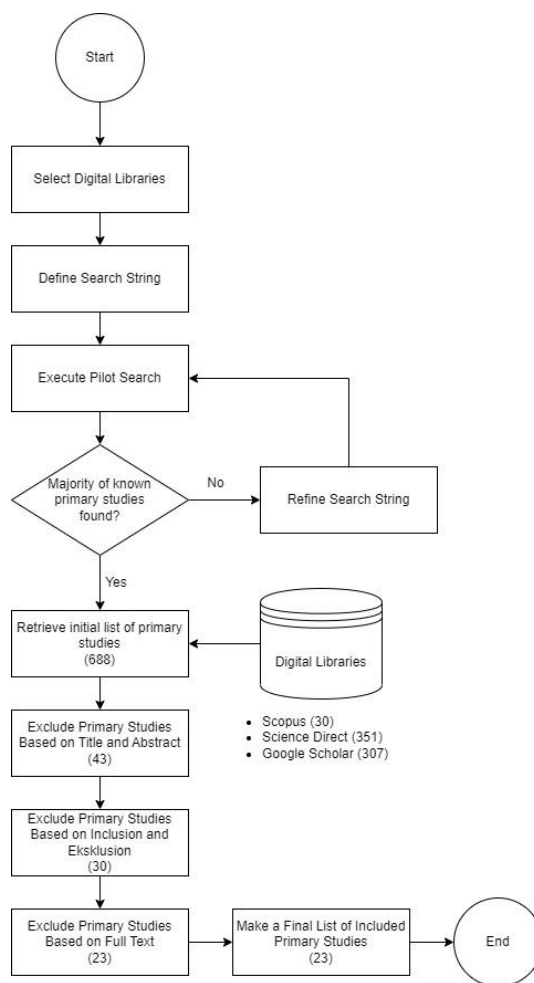 Start
Select Digital Libraries
Define Search String
Execute Pilot Search
Majority of known
primary studies
found?
No
Refine Search String
Yes
Retrieve initial list of primary
studies
(688)
Digital Libraries
• Scopus (30)
• Science Direct (351)
• Google Scholar (307)
Exclude Primary Studies
Based on Title and Abstract
(43)
Exclude Primary Studies
Based on Inclusion and
Eksklusion
(30)
Exclude Primary Studies
Based on Full Text
(23)
Make a Final List of Included
Primary Studies
(23)
End